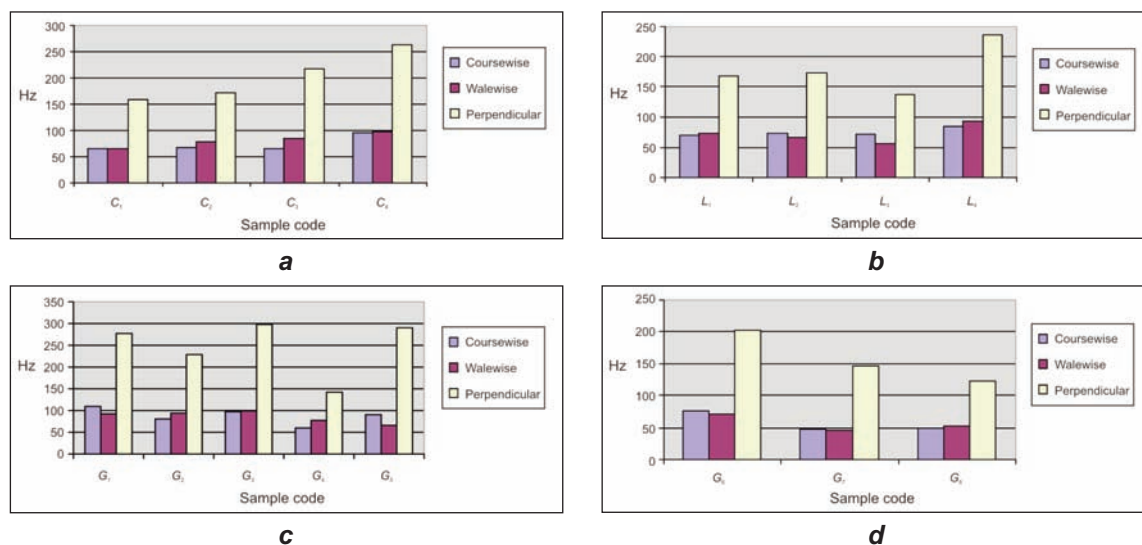 300
250
200
150
100
50
0
Hz
C₁ C₂ C₃ C₄
Sample code
Coursewise
Walewise
Perpendicular
a
250
200
150
100
50
0
Hz
L₁ L₂ L₃ L₄
Sample code
Coursewise
Walewise
Perpendicular
b
350
300
250
200
150
100
50
0
Hz
G₁ G₂ G₃ G₄ G₅
Sample code
Coursewise
Walewise
Perpendicular
c
250
200
150
100
50
0
Hz
G₆ G₇ G₈
Sample code
Coursewise
Walewise
Perpendicular
d